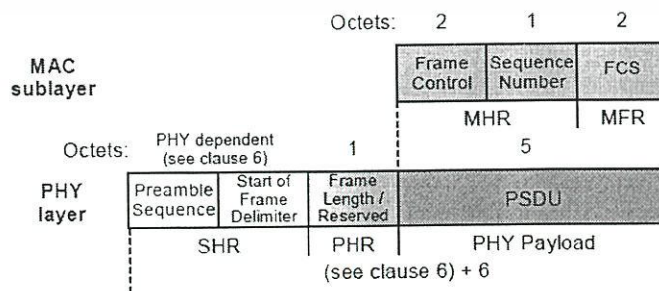 Octets: 2 1 2
MAC sublayer
Frame Control
Sequence Number
FCS
MHR
MFR
Octets: PHY dependent (see clause 6) 1 5
PHY layer
Preamble Sequence
Start of Frame Delimiter
Frame Length / Reserved
PSDU
SHR
PHR
PHY Payload
(see clause 6) + 6